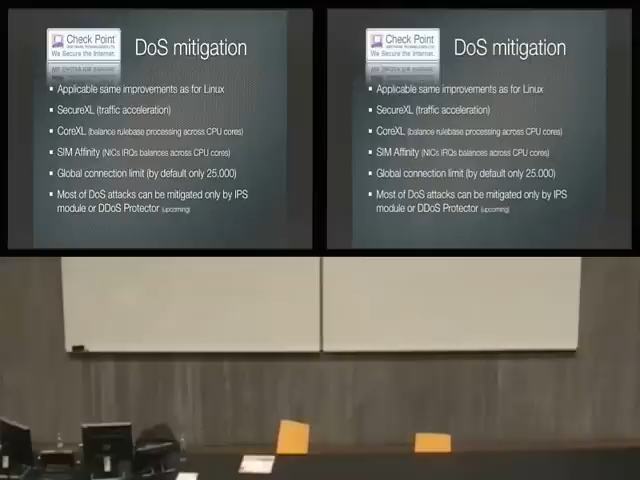 Check Point
SOFTWARE TECHNOLOGIES LTD.
We Secure the Internet.
DoS mitigation
Applicable same improvements as for Linux
SecureXL (traffic acceleration)
CoreXL (balance rulebase processing across CPU cores)
SIM Affinity (NICs IRQs balances across CPU cores)
Global connection limit (by default only 25.000)
Most of DoS attacks can be mitigated only by IPS
module or DDoS Protector (upcoming)
Check Point
SOFTWARE TECHNOLOGIES LTD.
We Secure the Internet.
DoS mitigation
Applicable same improvements as for Linux
SecureXL (traffic acceleration)
CoreXL (balance rulebase processing across CPU cores)
SIM Affinity (NICs IRQs balances across CPU cores)
Global connection limit (by default only 25.000)
Most of DoS attacks can be mitigated only by IPS
module or DDoS Protector (upcoming)